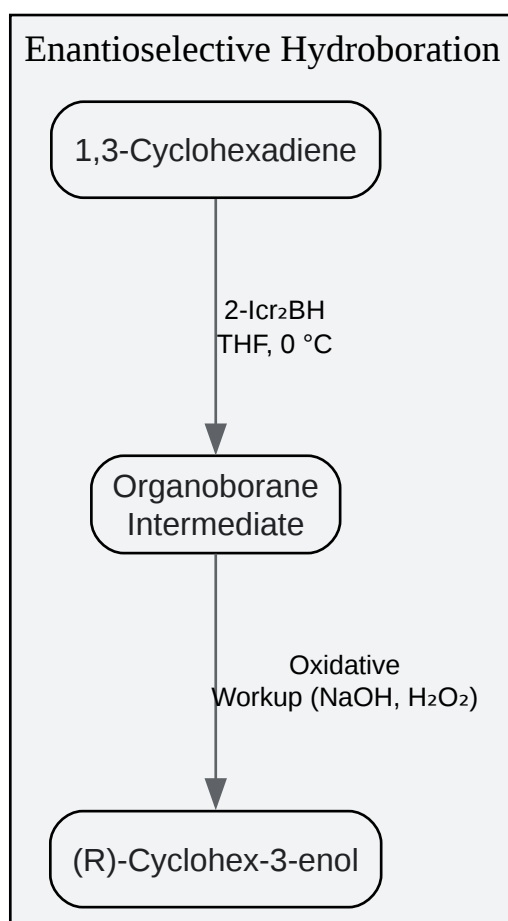 Enantioselective Hydroboration
1,3-Cyclohexadiene
2-Icr₂BH
THF, 0 °C
Organoborane
Intermediate
Oxidative
Workup (NaOH, H₂O₂)
(R)-Cyclohex-3-enol